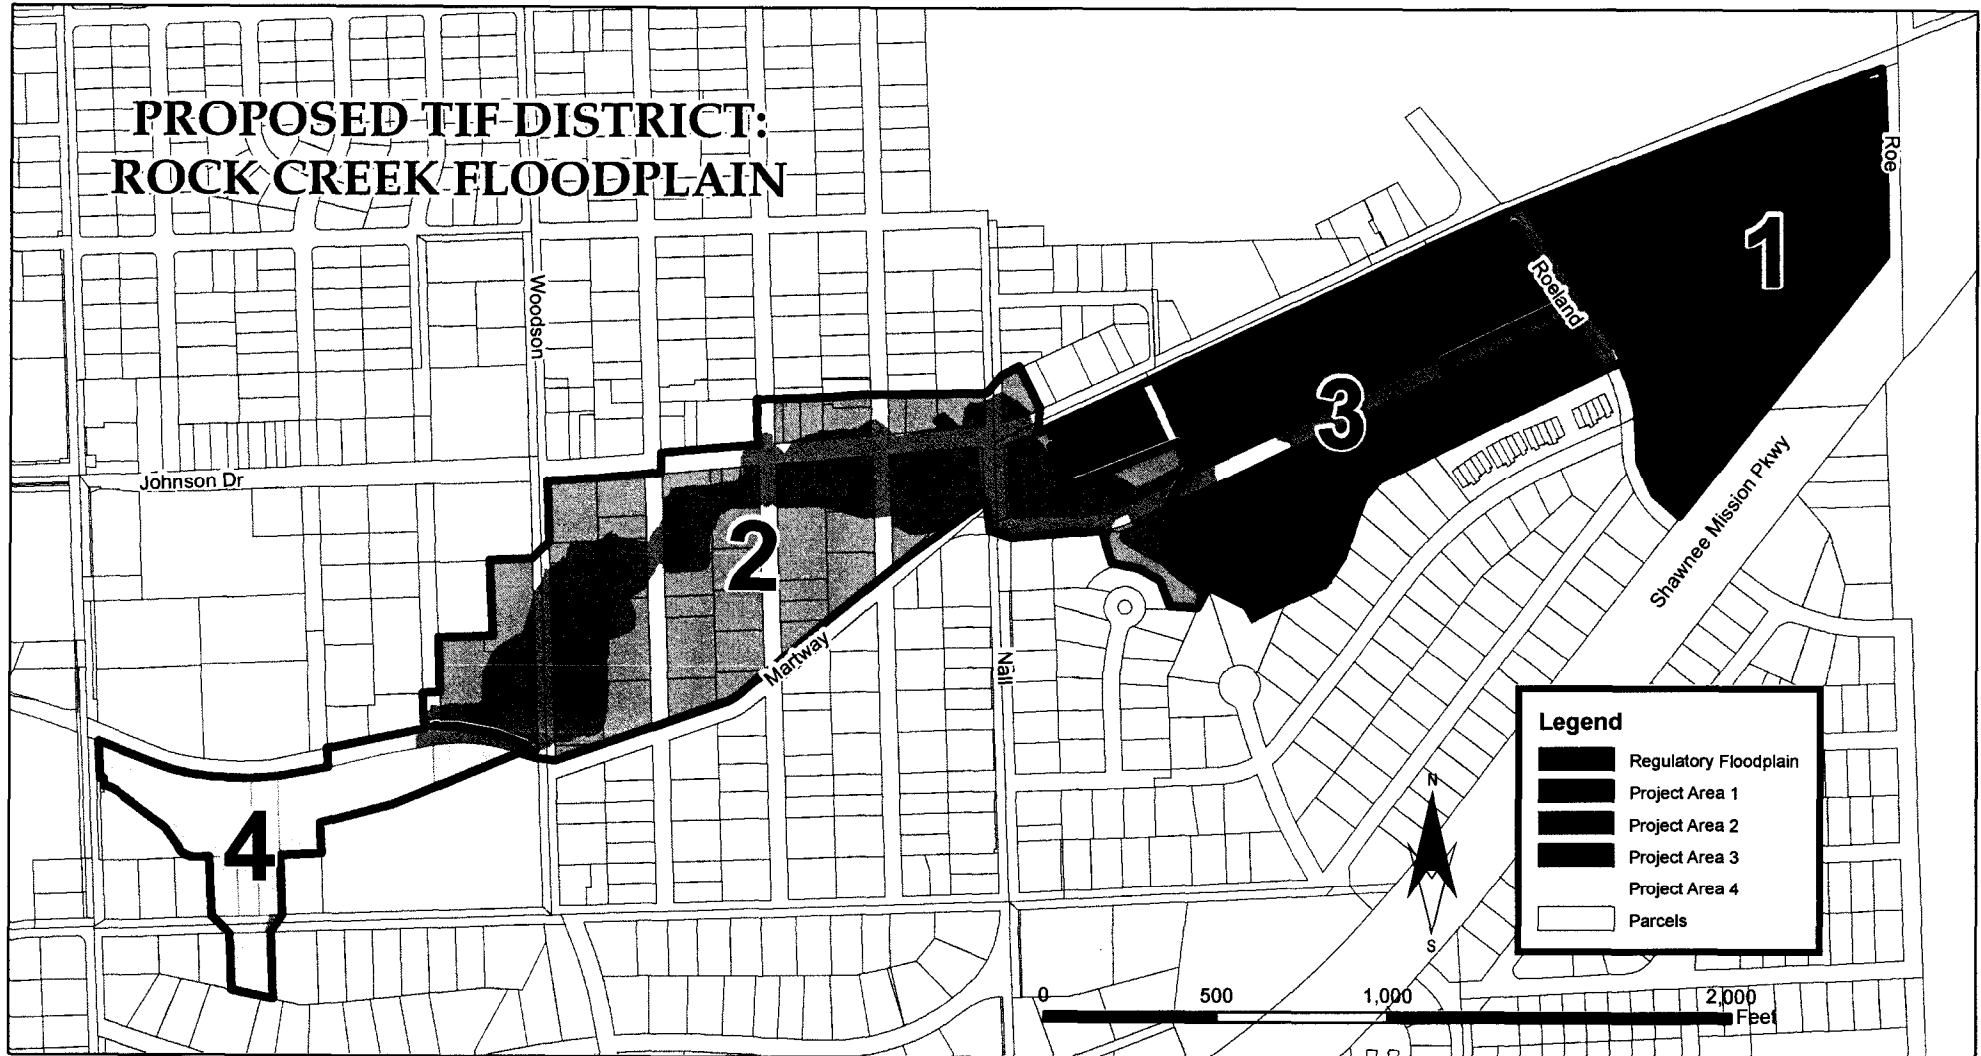 PROPOSED TIF DISTRICT:
ROCK CREEK FLOODPLAIN
Roe
1
Roeland
Woodson
3
Johnson Dr
2
Shawnee Mission Pkwy
Martway
Nall
4
Legend
Regulatory Floodplain
Project Area 1
Project Area 2
Project Area 3
Project Area 4
Parcels
N
S
0 500 1,000 2,000
Feet